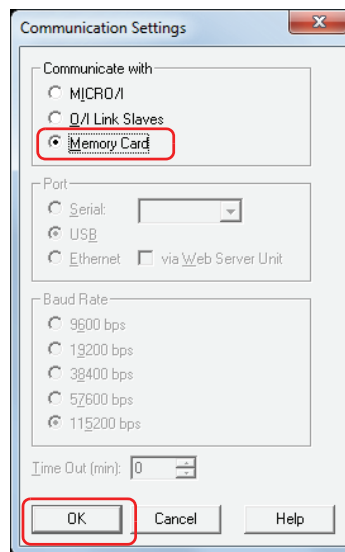 Communication Settings
Communicate with
MICRO/I
O/I Link Slaves
Memory Card
Port
Serial:
USB
Ethernet via Web Server Unit
Baud Rate
9600 bps
19200 bps
38400 bps
57600 bps
115200 bps
Time Out (min): 0
OK Cancel Help